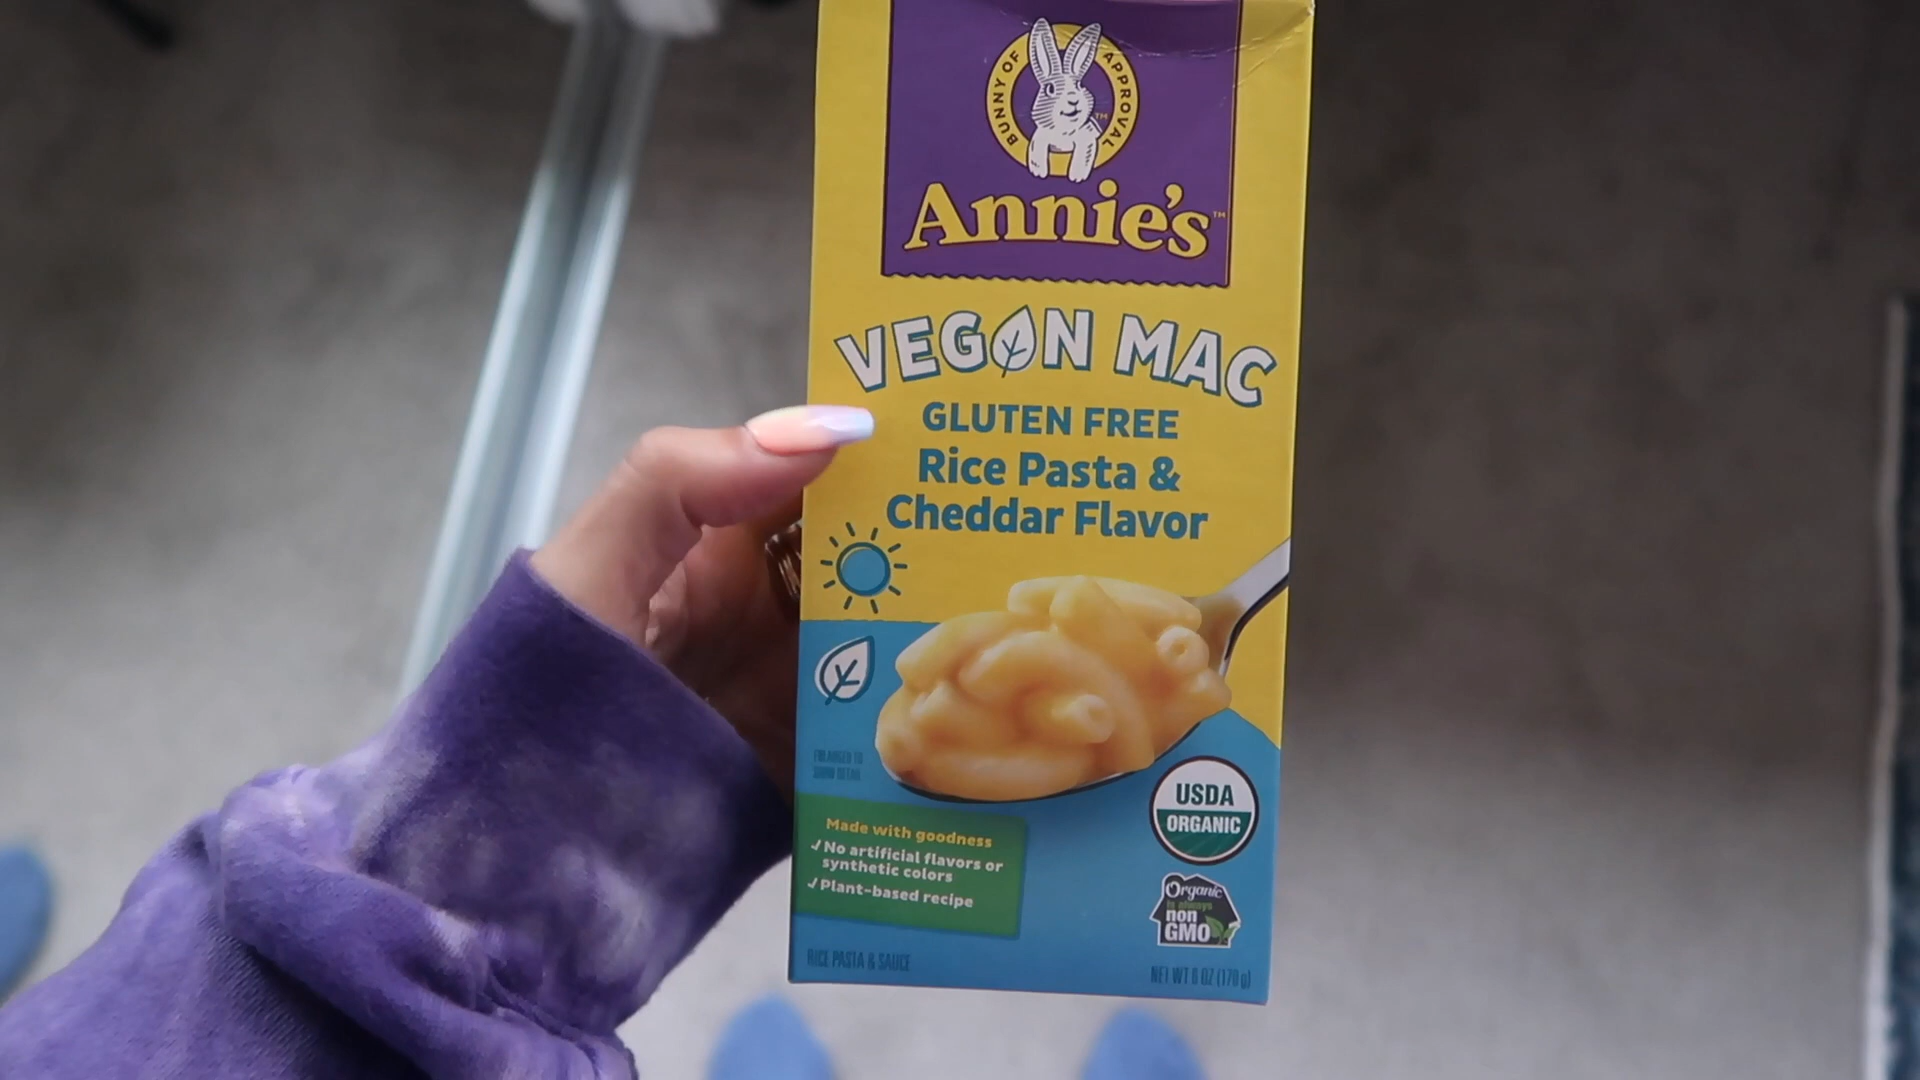 BUNNY OF APPROVAL
TM
Annie's™
VEGAN MAC
GLUTEN FREE
Rice Pasta &
Cheddar Flavor
ENLARGED TO
SHOW DETAIL
Made with goodness
✓No artificial flavors or
synthetic colors
✓Plant-based recipe
USDA
ORGANIC
Organic
is always
non
GMO
RICE PASTA & SAUCE
NET WT 6 OZ (170 g)